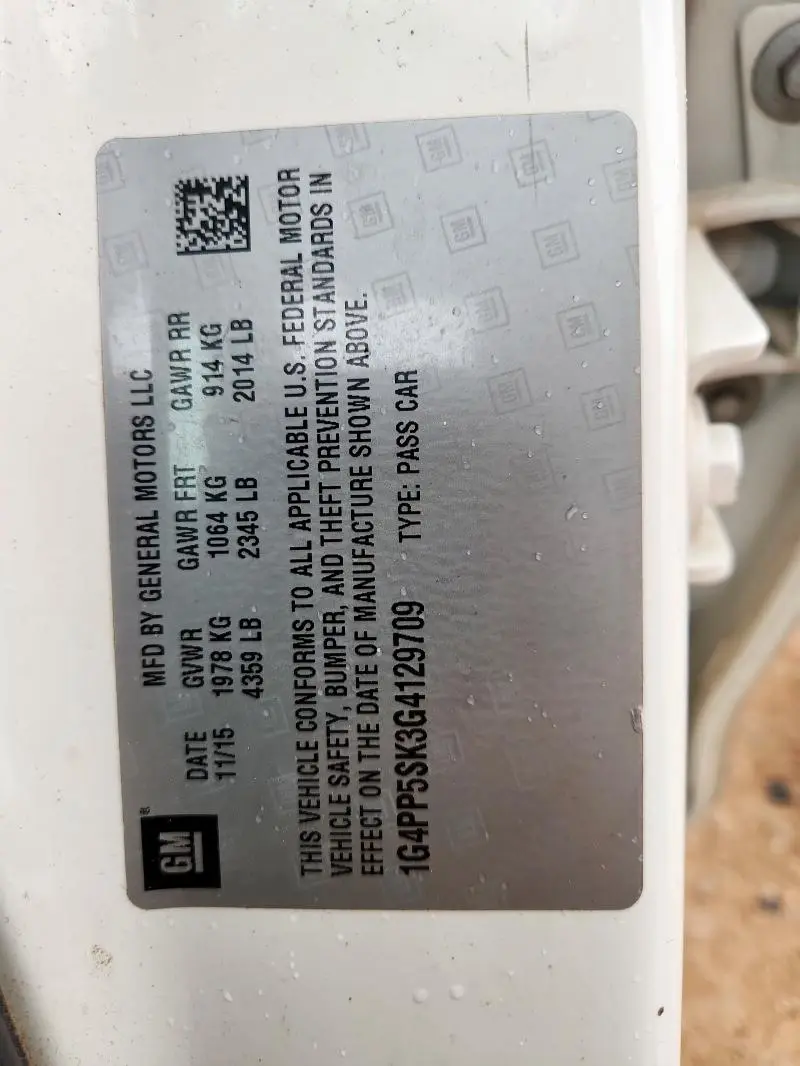 GM®
MFD BY GENERAL MOTORS LLC
DATE GVWR GAWR FRT GAWR RR
11/15 1978 KG 1064 KG 914 KG
4359 LB 2345 LB 2014 LB
THIS VEHICLE CONFORMS TO ALL APPLICABLE U.S. FEDERAL MOTOR
VEHICLE SAFETY, BUMPER, AND THEFT PREVENTION STANDARDS IN
EFFECT ON THE DATE OF MANUFACTURE SHOWN ABOVE.
1G4PP5SK3G4129709 TYPE: PASS CAR